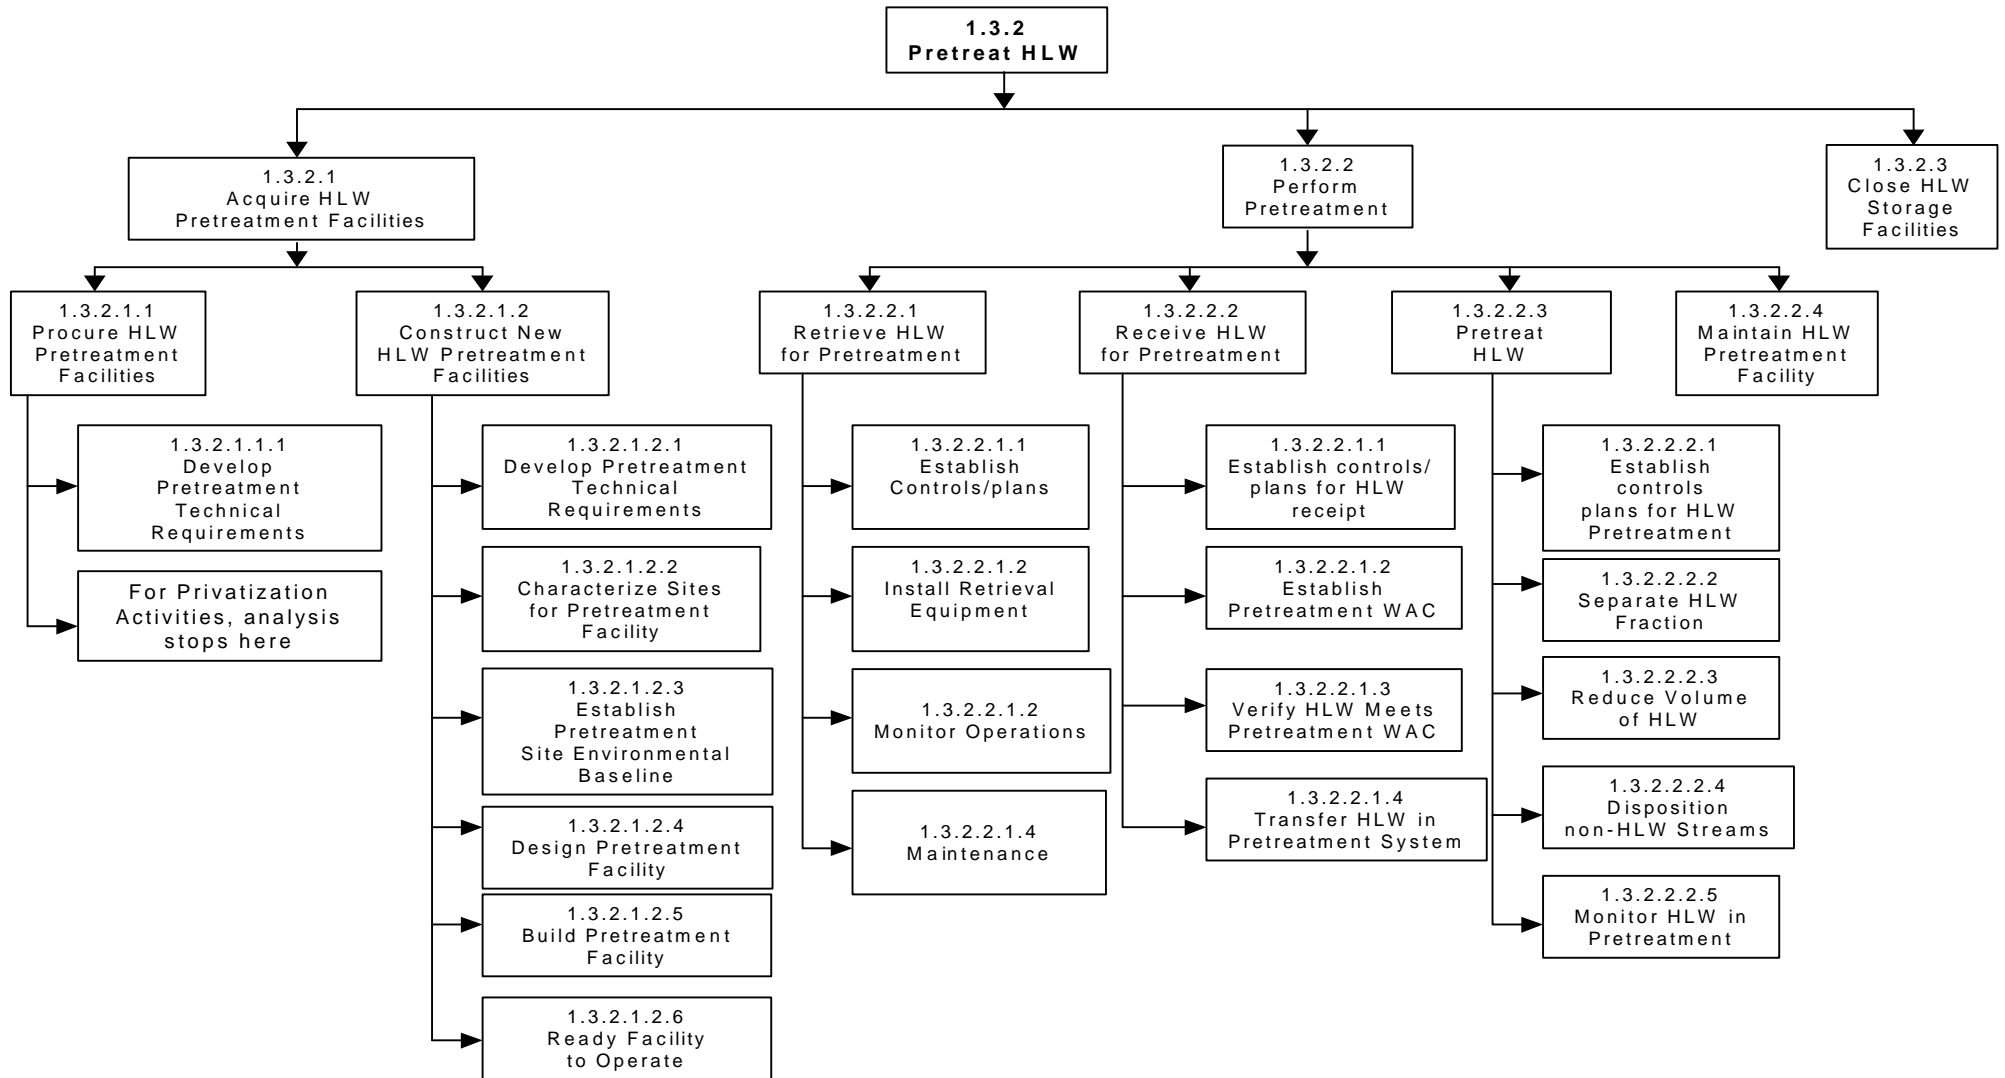 1.3.2
Pretreat HLW
1.3.2.1
Acquire HLW
Pretreatment Facilities
1.3.2.2
Perform
Pretreatment
1.3.2.3
Close HLW
Storage
Facilities
1.3.2.1.1
Procure HLW
Pretreatment
Facilities
1.3.2.1.2
Construct New
HLW Pretreatment
Facilities
1.3.2.2.1
Retrieve HLW
for Pretreatment
1.3.2.2.2
Receive HLW
for Pretreatment
1.3.2.2.3
Pretreat
HLW
1.3.2.2.4
Maintain HLW
Pretreatment
Facility
1.3.2.1.1.1
Develop
Pretreatment
Technical
Requirements
For Privatization
Activities, analysis
stops here
1.3.2.1.2.1
Develop Pretreatment
Technical
Requirements
1.3.2.1.2.2
Characterize Sites
for Pretreatment
Facility
1.3.2.1.2.3
Establish
Pretreatment
Site Environmental
Baseline
1.3.2.1.2.4
Design Pretreatment
Facility
1.3.2.1.2.5
Build Pretreatment
Facility
1.3.2.1.2.6
Ready Facility
to Operate
1.3.2.2.1.1
Establish
Controls/plans
1.3.2.2.1.2
Install Retrieval
Equipment
1.3.2.2.1.2
Monitor Operations
1.3.2.2.1.4
Maintenance
1.3.2.2.1.1
Establish controls/
plans for HLW
receipt
1.3.2.2.1.2
Establish
Pretreatment WAC
1.3.2.2.1.3
Verify HLW Meets
Pretreatment WAC
1.3.2.2.1.4
Transfer HLW in
Pretreatment System
1.3.2.2.2.1
Establish
controls
plans for HLW
Pretreatment
1.3.2.2.2.2
Separate HLW
Fraction
1.3.2.2.2.3
Reduce Volume
of HLW
1.3.2.2.2.4
Disposition
non-HLW Streams
1.3.2.2.2.5
Monitor HLW in
Pretreatment